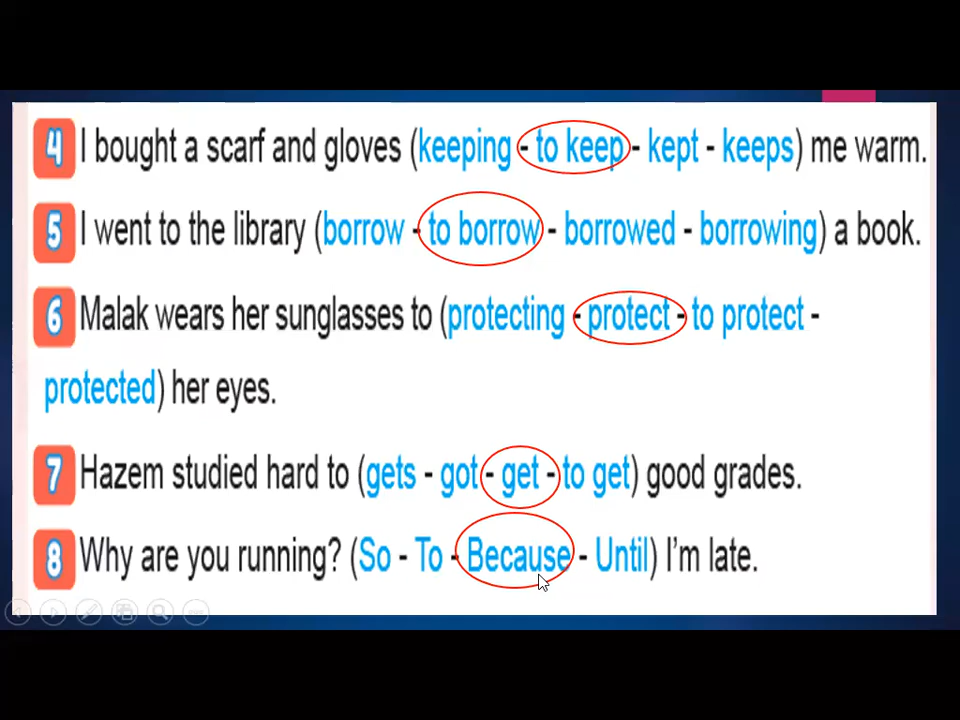 4 I bought a scarf and gloves (keeping - to keep - kept - keeps) me warm.
5 I went to the library (borrow - to borrow - borrowed - borrowing) a book.
6 Malak wears her sunglasses to (protecting - protect - to protect -
protected) her eyes.
7 Hazem studied hard to (gets - got - get - to get) good grades.
8 Why are you running? (So - To - Because - Until) I'm late.